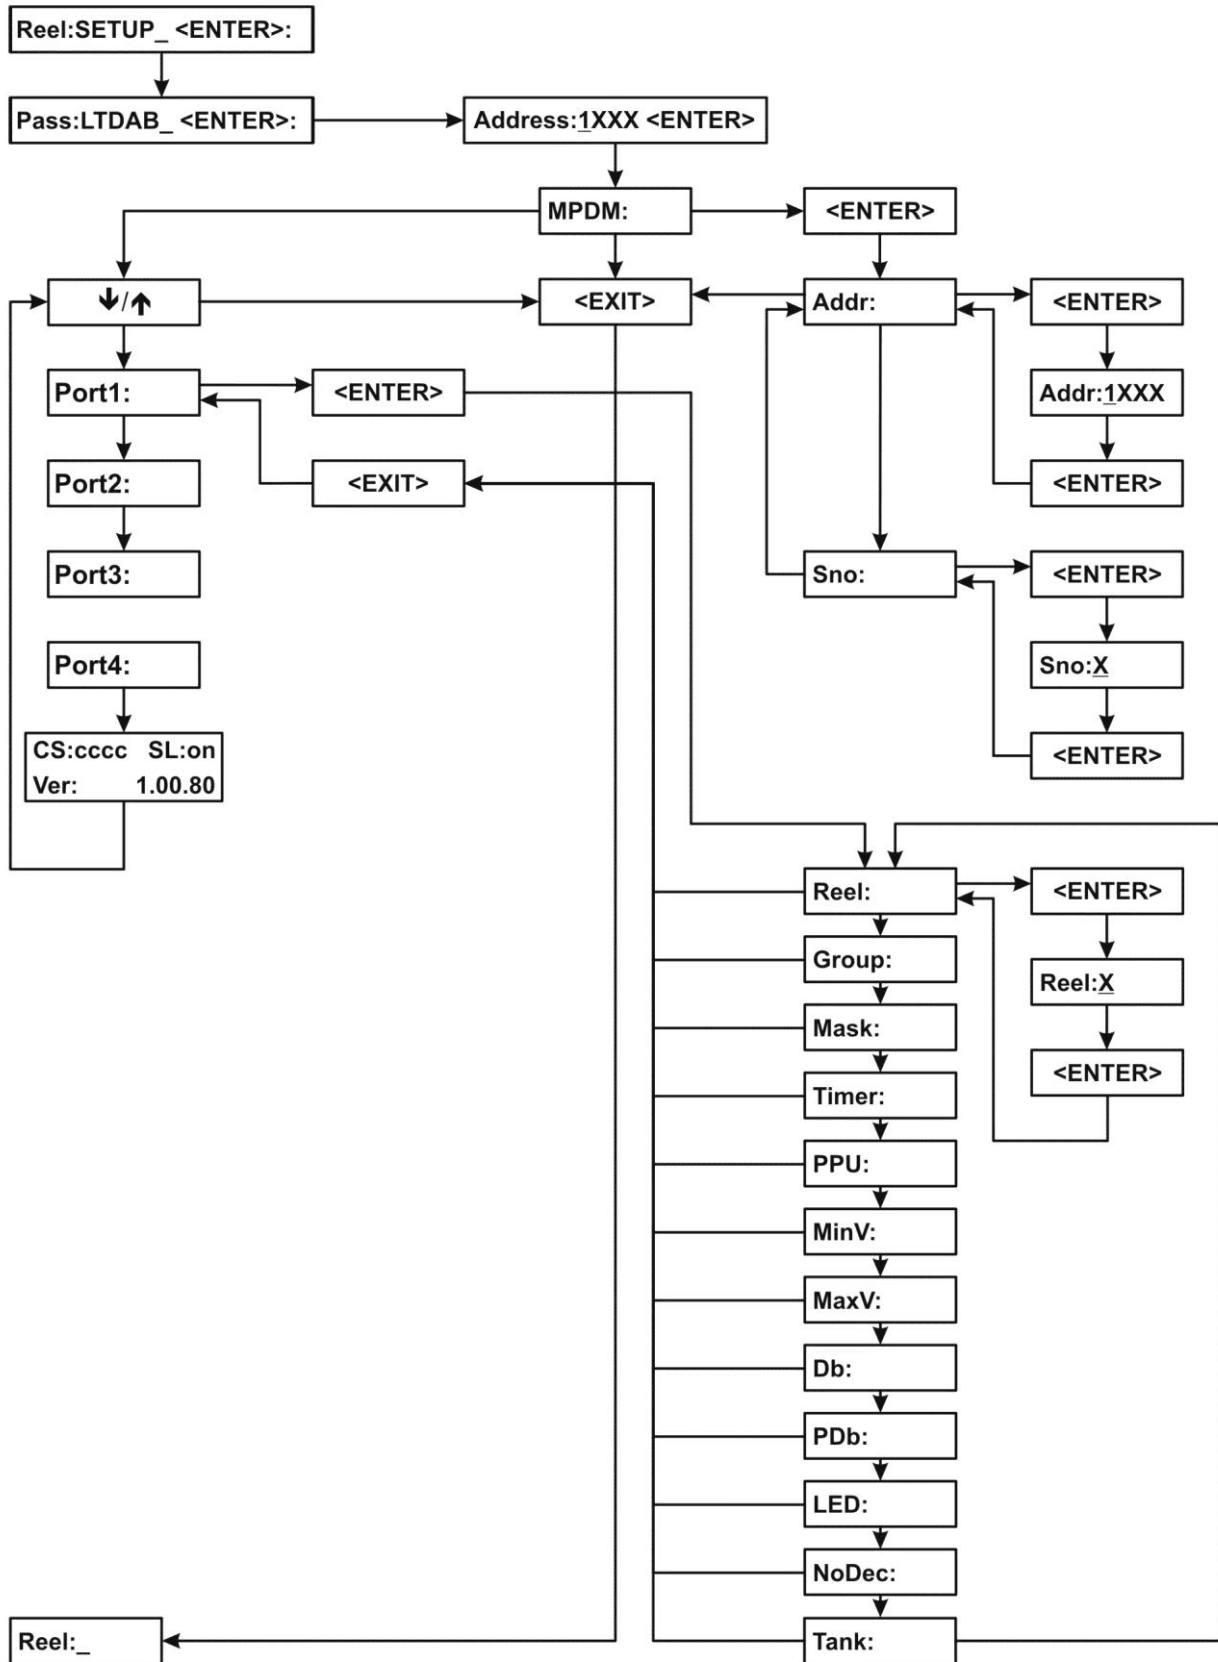 Reel:SETUP_ <ENTER>:
Pass:LTDAB_ <ENTER>:
Address:1XXX <ENTER>
MPDM:
<ENTER>
↓/↑
<EXIT>
Addr:
<ENTER>
Port1:
<ENTER>
Addr:1XXX
Port2:
<EXIT>
<ENTER>
Port3:
Sno:
<ENTER>
Port4:
Sno:X
CS:cccc SL:on
Ver: 1.00.80
<ENTER>
Reel:
<ENTER>
Group:
Reel:X
Mask:
<ENTER>
Timer:
PPU:
MinV:
MaxV:
Db:
PDb:
LED:
NoDec:
Reel:_
Tank: